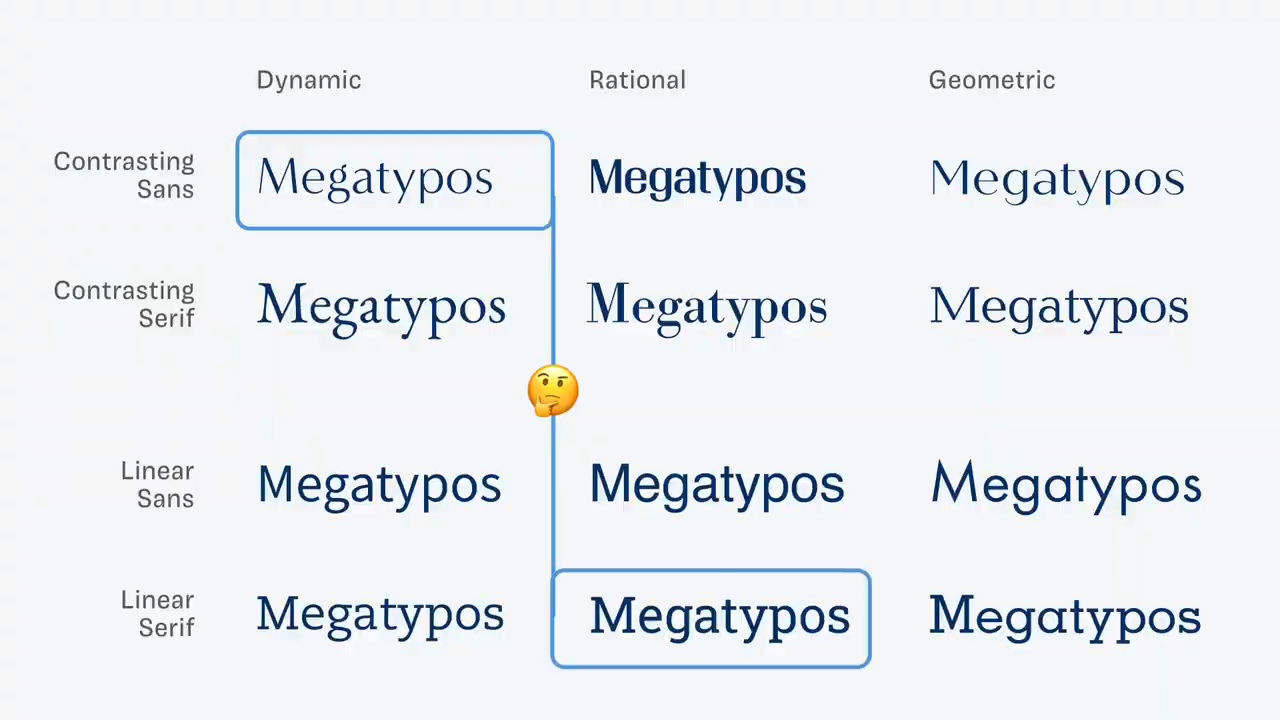 Dynamic Rational Geometric
Contrasting
Sans
Megatypos Megatypos Megatypos
Contrasting
Serif
Megatypos Megatypos Megatypos
Linear
Sans
Megatypos Megatypos Megatypos
Linear
Serif
Megatypos Megatypos Megatypos